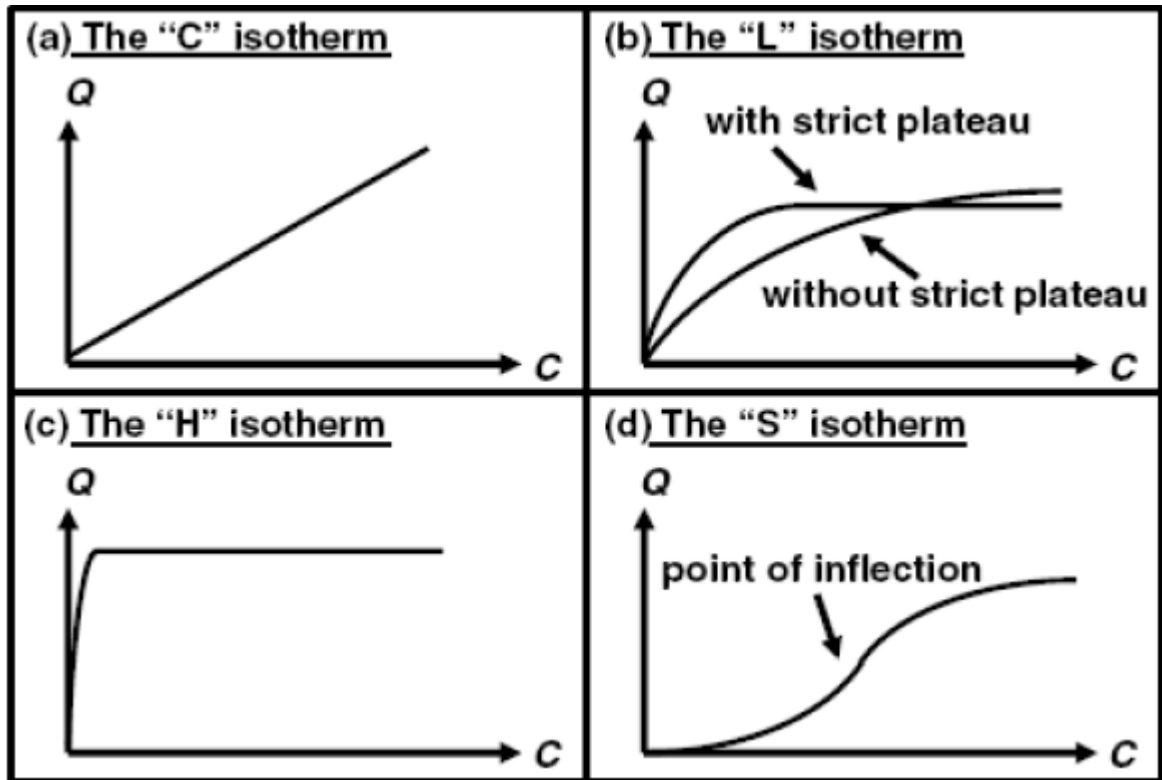 (a) The “C” isotherm
Q
C
(b) The “L” isotherm
Q
with strict plateau
without strict plateau
C
(c) The “H” isotherm
Q
C
(d) The “S” isotherm
Q
point of inflection
C